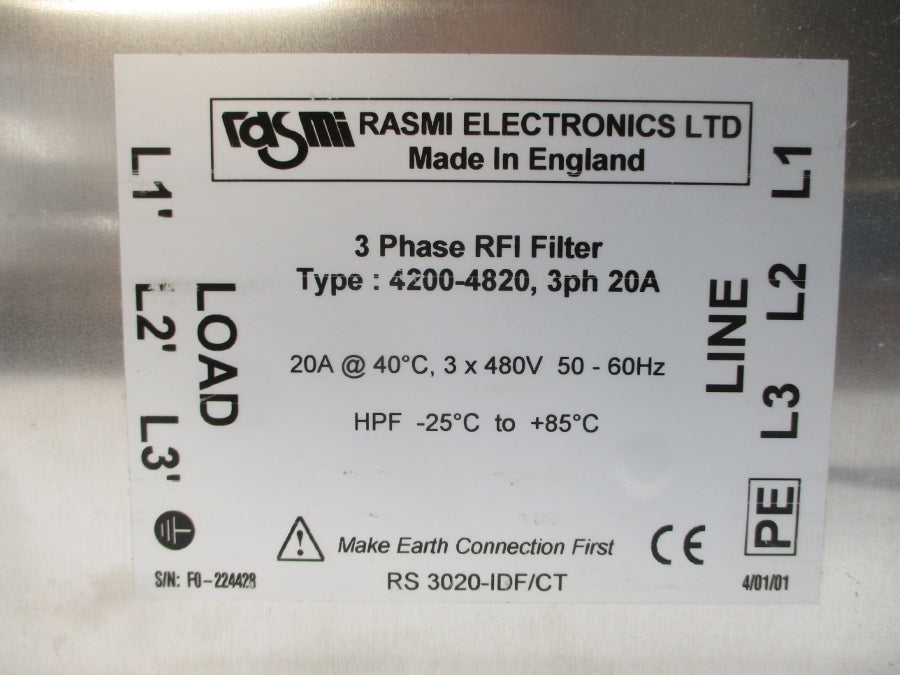 rasmi RASMI ELECTRONICS LTD
Made In England
3 Phase RFI Filter
Type : 4200-4820, 3ph 20A
20A @ 40°C, 3 x 480V 50 - 60Hz
HPF -25°C to +85°C
Make Earth Connection First
RS 3020-IDF/CT
L1'
L2'
L3'
LOAD
S/N: F0-224428
LINE
L1
L2
L3
PE
CE
4/01/01